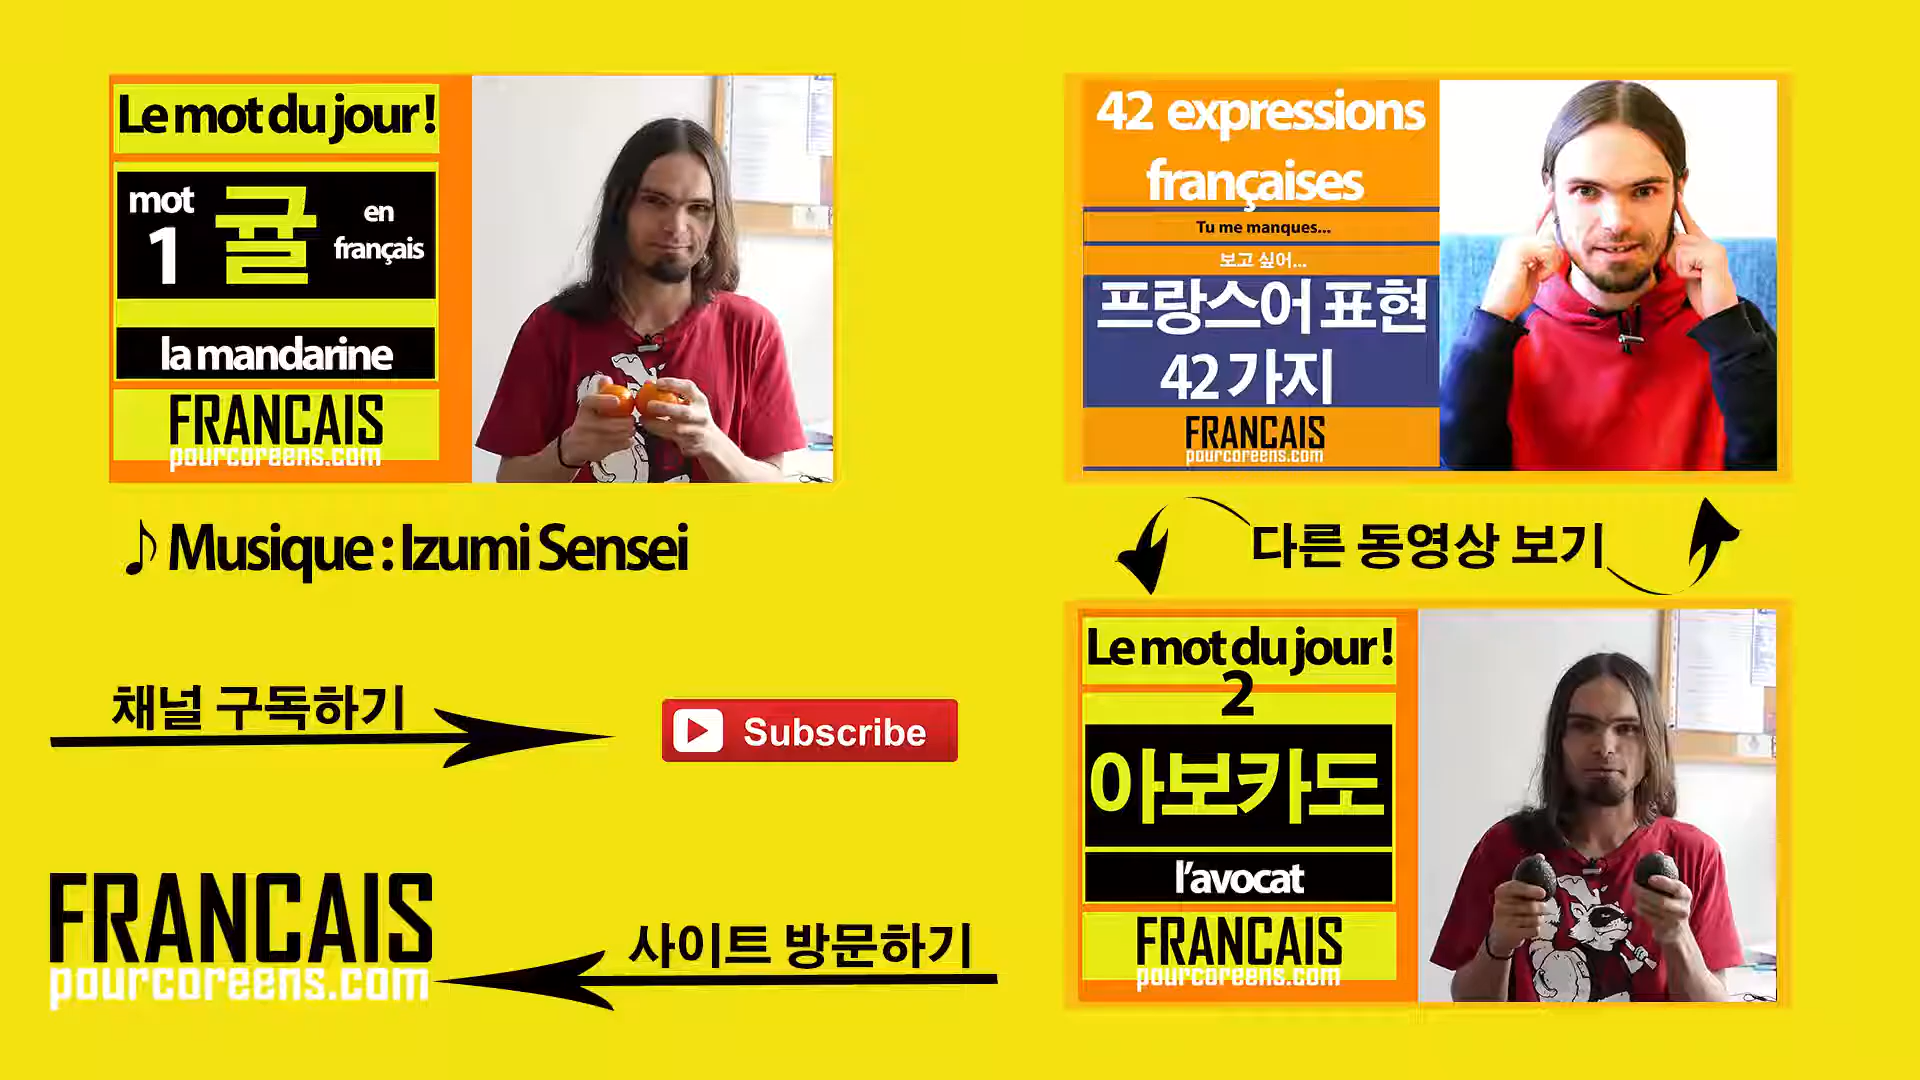 Le mot du jour !
mot
1
귤
en
français
la mandarine
FRANCAIS
pourcoreens.com
♪ Musique : Izumi Sensei
42 expressions
françaises
Tu me manques...
보고 싶어...
프랑스어 표현
42 가지
FRANCAIS
pourcoreens.com
다른 동영상 보기
채널 구독하기
Subscribe
Le mot du jour !
2
아보카도
l'avocat
FRANCAIS
pourcoreens.com
FRANCAIS
pourcoreens.com
사이트 방문하기